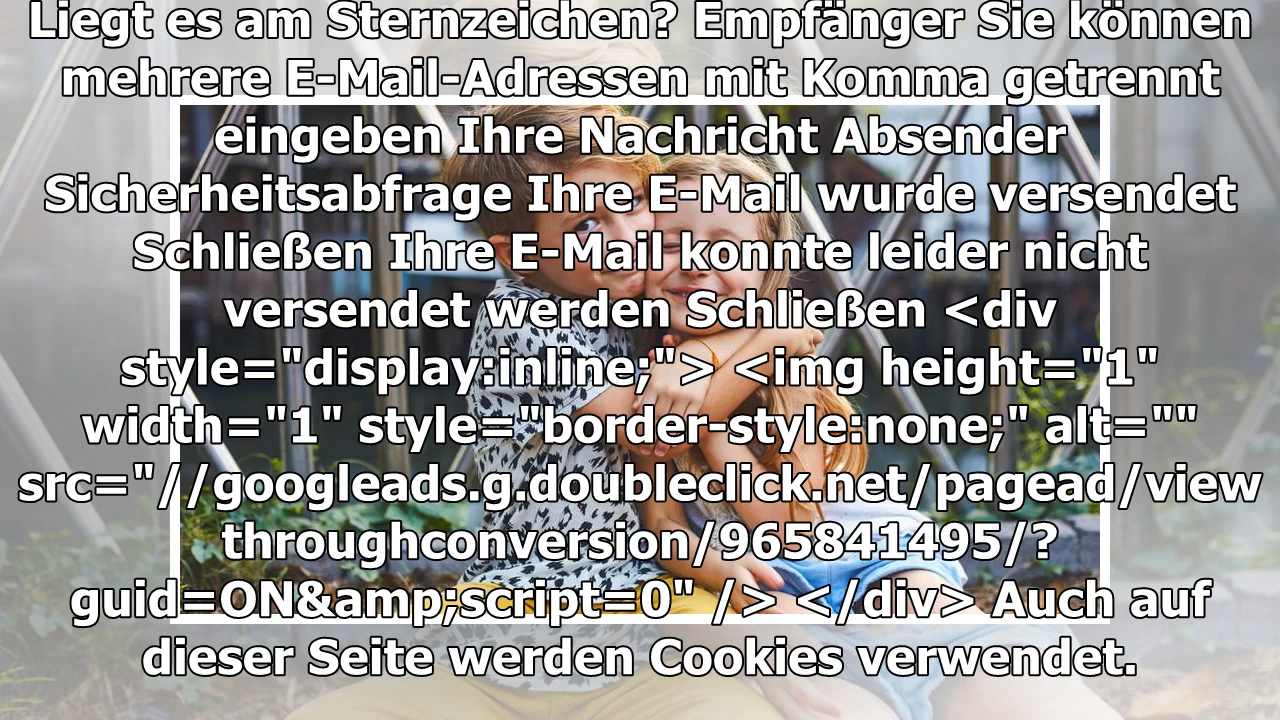 Liegt es am Sternzeichen? Empfänger Sie können
mehrere E-Mail-Adressen mit Komma getrennt
eingeben Ihre Nachricht Absender
Sicherheitsabfrage Ihre E-Mail wurde versendet
Schließen Ihre E-Mail konnte leider nicht
versendet werden Schließen <div
style="display:inline;"> <img height="1"
width="1" style="border-style:none;" alt=""
src="//googleads.g.doubleclick.net/pagead/view
throughconversion/965841495/?
guid=ON&amp;script=0" /> </div> Auch auf
dieser Seite werden Cookies verwendet.